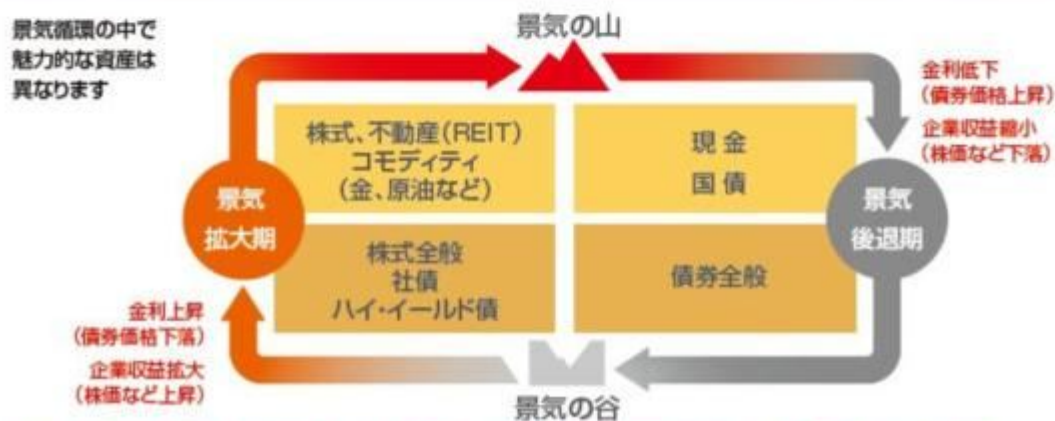 景気循環の中で
魅力的な資産は
異なります
景気の山
金利低下
(債券価格上昇)
企業収益縮小
(株価など下落)
株式、不動産(REIT)
コモディティ
(金、原油など)
現金
国債
景気
拡大期
景気
後退期
株式全般
社債
ハイ・イールド債
債券全般
金利上昇
(債券価格下落)
企業収益拡大
(株価など上昇)
景気の谷